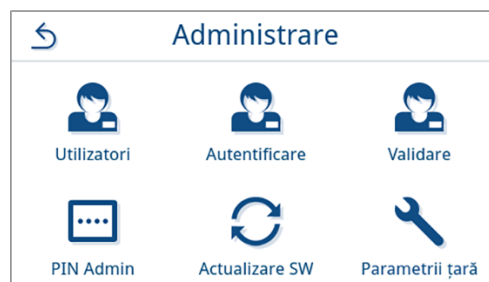 Administrare
Utilizatori Autentificare Validare
PIN Admin Actualizare SW Parametrii țară